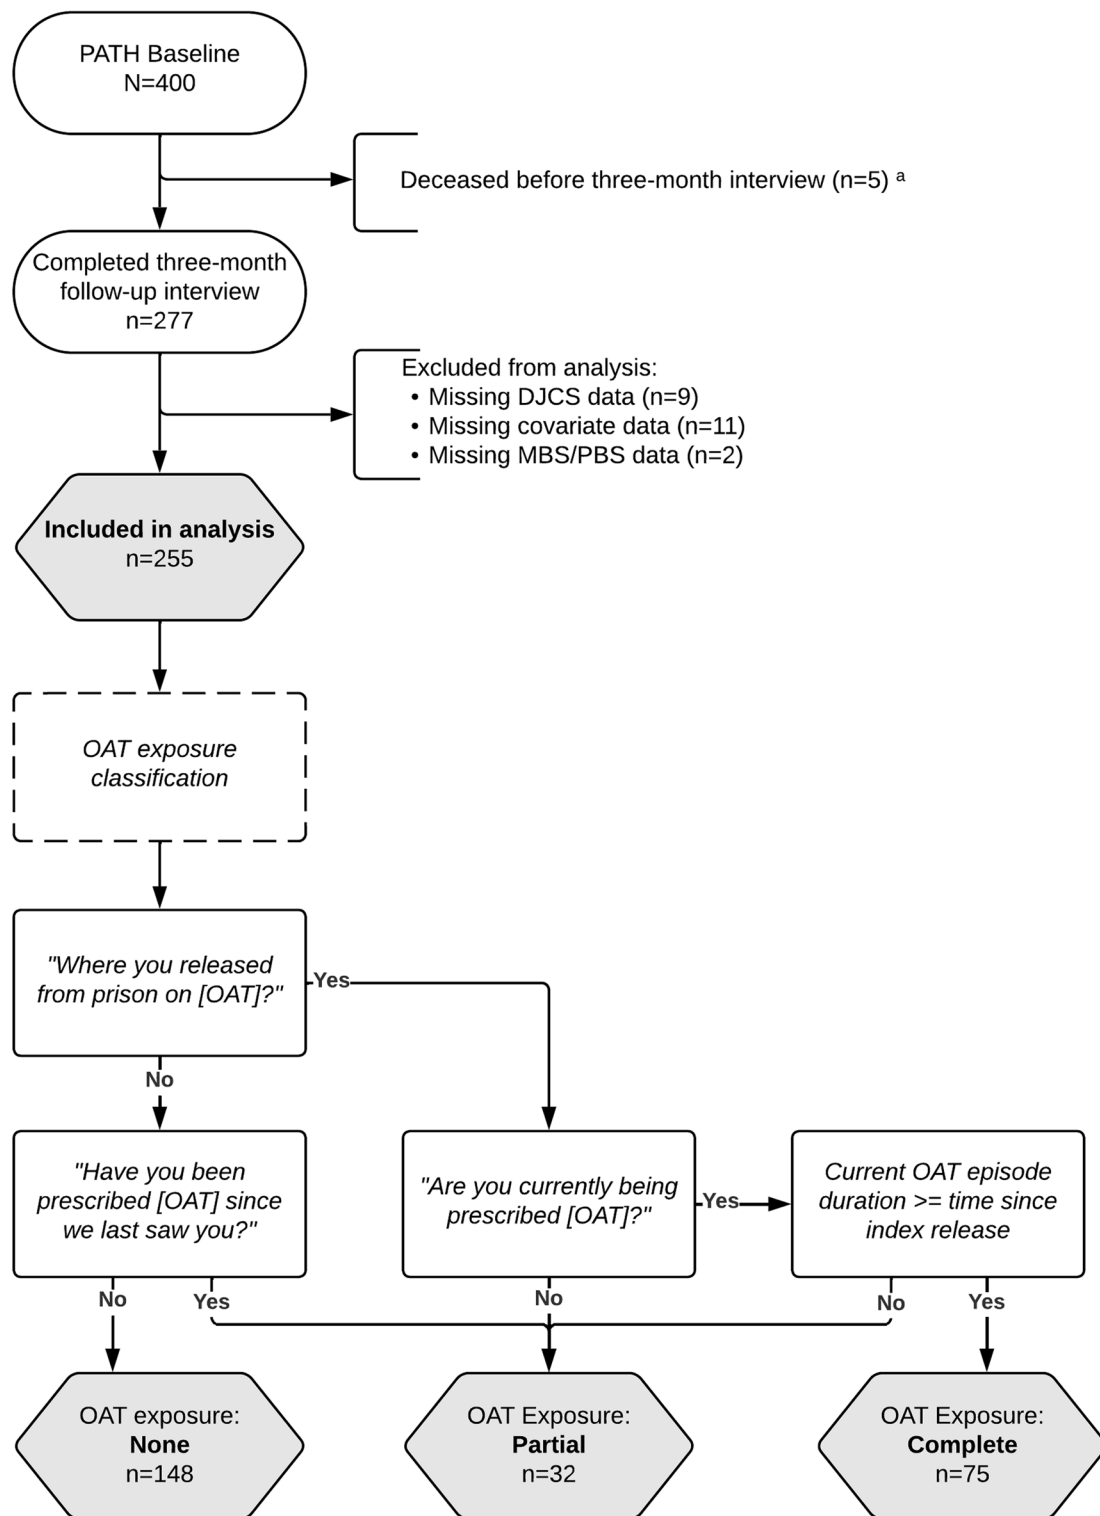 PATH Baseline
N=400
Deceased before three-month interview (n=5) ᵃ
Completed three-month
follow-up interview
n=277
Excluded from analysis:
• Missing DJCS data (n=9)
• Missing covariate data (n=11)
• Missing MBS/PBS data (n=2)
Included in analysis
n=255
OAT exposure
classification
"Where you released
from prison on [OAT]?"
Yes
No
"Have you been
prescribed [OAT] since
we last saw you?"
"Are you currently being
prescribed [OAT]?"
Yes
Current OAT episode
duration >= time since
index release
No
Yes
No
No
Yes
OAT exposure:
None
n=148
OAT Exposure:
Partial
n=32
OAT Exposure:
Complete
n=75